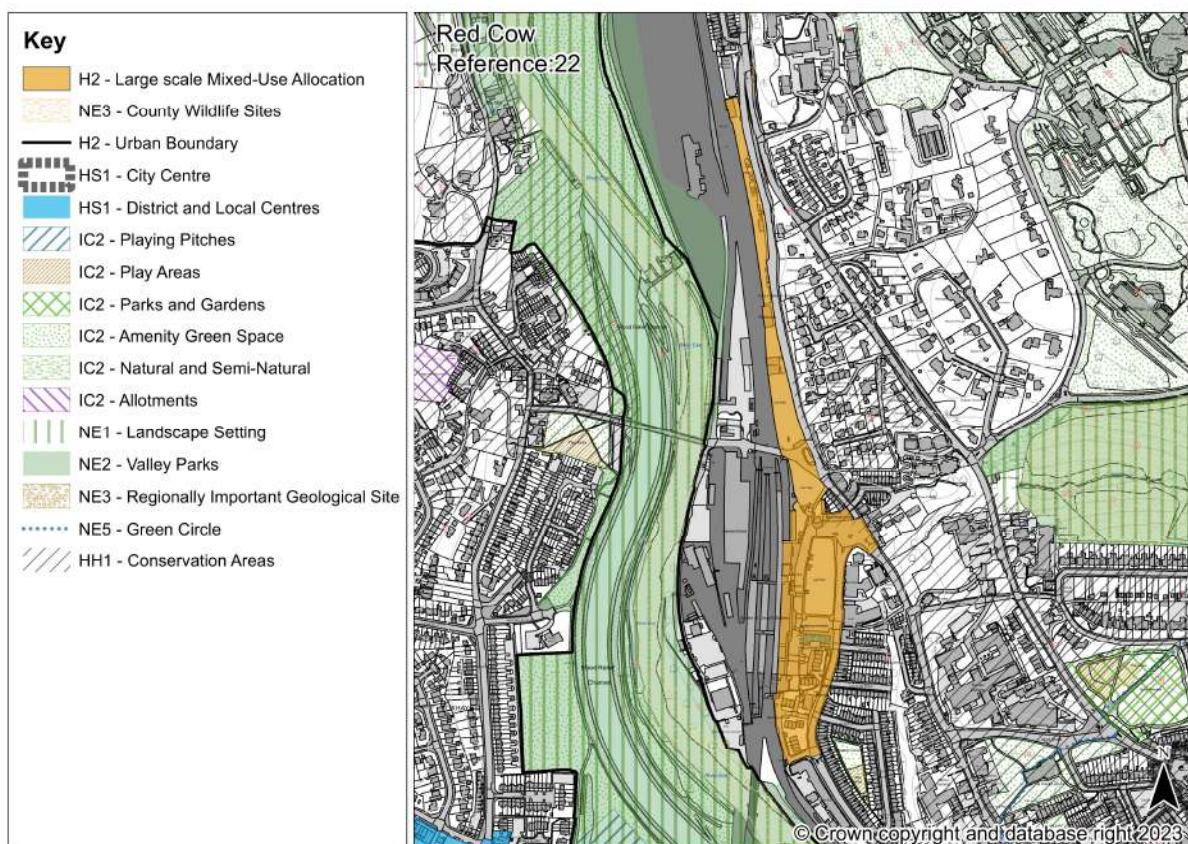 Key
H2 - Large scale Mixed-Use Allocation
NE3 - County Wildlife Sites
H2 - Urban Boundary
HS1 - City Centre
HS1 - District and Local Centres
IC2 - Playing Pitches
IC2 - Play Areas
IC2 - Parks and Gardens
IC2 - Amenity Green Space
IC2 - Natural and Semi-Natural
IC2 - Allotments
NE1 - Landscape Setting
NE2 - Valley Parks
NE3 - Regionally Important Geological Site
NE5 - Green Circle
HH1 - Conservation Areas
Red Cow
Reference:22
N
© Crown copyright and database right 2023